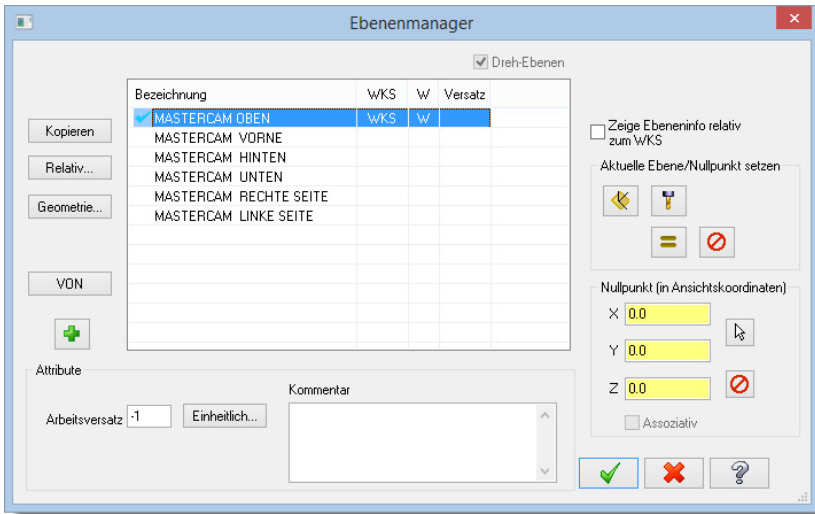 Ebenenmanager
Dreh-Ebenen
Bezeichnung WKS W Versatz
MASTERCAM OBEN WKS W
MASTERCAM VORNE
MASTERCAM HINTEN
MASTERCAM UNTEN
MASTERCAM RECHTE SEITE
MASTERCAM LINKE SEITE
Kopieren
Relativ...
Geometrie...
VON
Zeige Ebeneninfo relativ
zum WKS
Aktuelle Ebene/Nullpunkt setzen
Nullpunkt (in Ansichtskoordinaten)
X 0.0
Y 0.0
Z 0.0
Assoziativ
Attribute
Arbeitsversatz -1 Einheitlich...
Kommentar